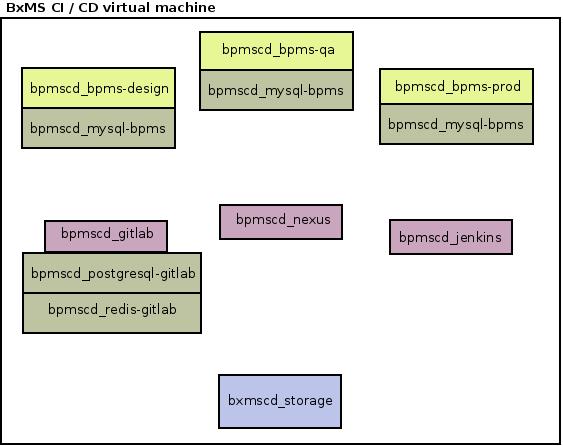 BxMS CI / CD virtual machine
bpmscd_bpms-qa
bpmscd_mysql-bpms
bpmscd_bpms-design
bpmscd_mysql-bpms
bpmscd_bpms-prod
bpmscd_mysql-bpms
bpmscd_gitlab
bpmscd_postgresql-gitlab
bpmscd_redis-gitlab
bpmscd_nexus
bpmscd_jenkins
bxmscd_storage